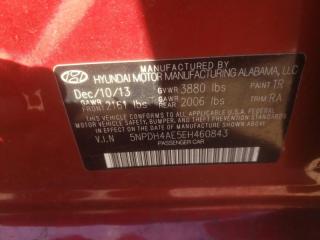 MANUFACTURED BY
HYUNDAI MOTOR MANUFACTURING ALABAMA, LLC
Dec/10/13 GVWR 3880 lbs PAINT TR
GAWR FRONT 2161 lbs GAWR REAR 2006 lbs TRIM RA
THIS VEHICLE CONFORMS TO ALL APPLICABLE U.S.A. FEDERAL
MOTOR VEHICLE SAFETY, BUMPER, AND THEFT PREVENTION
STANDARDS IN EFFECT ON THE DATE OF MANUFACTURE SHOWN ABOVE.
V.I.N 5NPDH4AE5EH460843
PASSENGER CAR